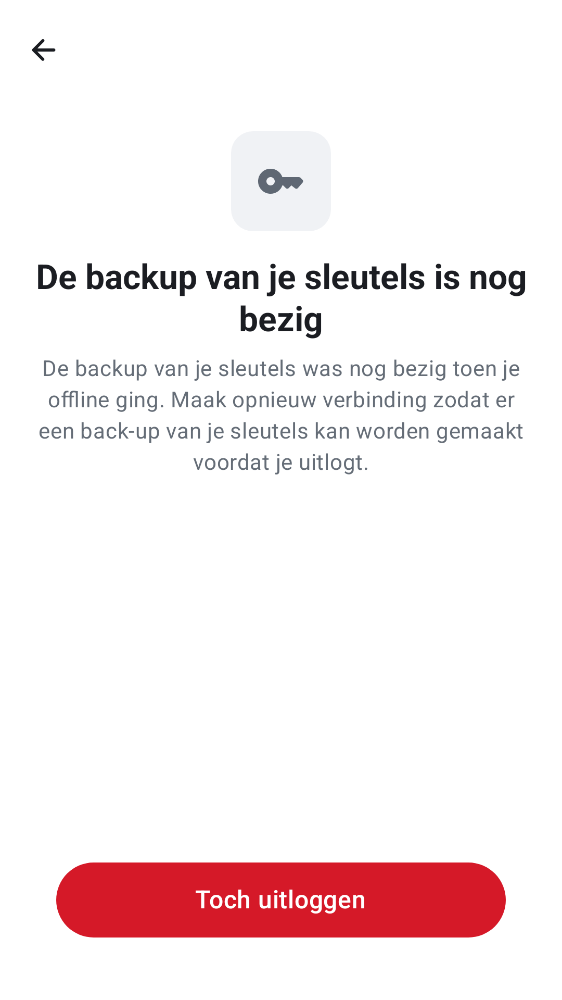 De backup van je sleutels is nog
bezig
De backup van je sleutels was nog bezig toen je
offline ging. Maak opnieuw verbinding zodat er
een back-up van je sleutels kan worden gemaakt
voordat je uitlogt.
Toch uitloggen